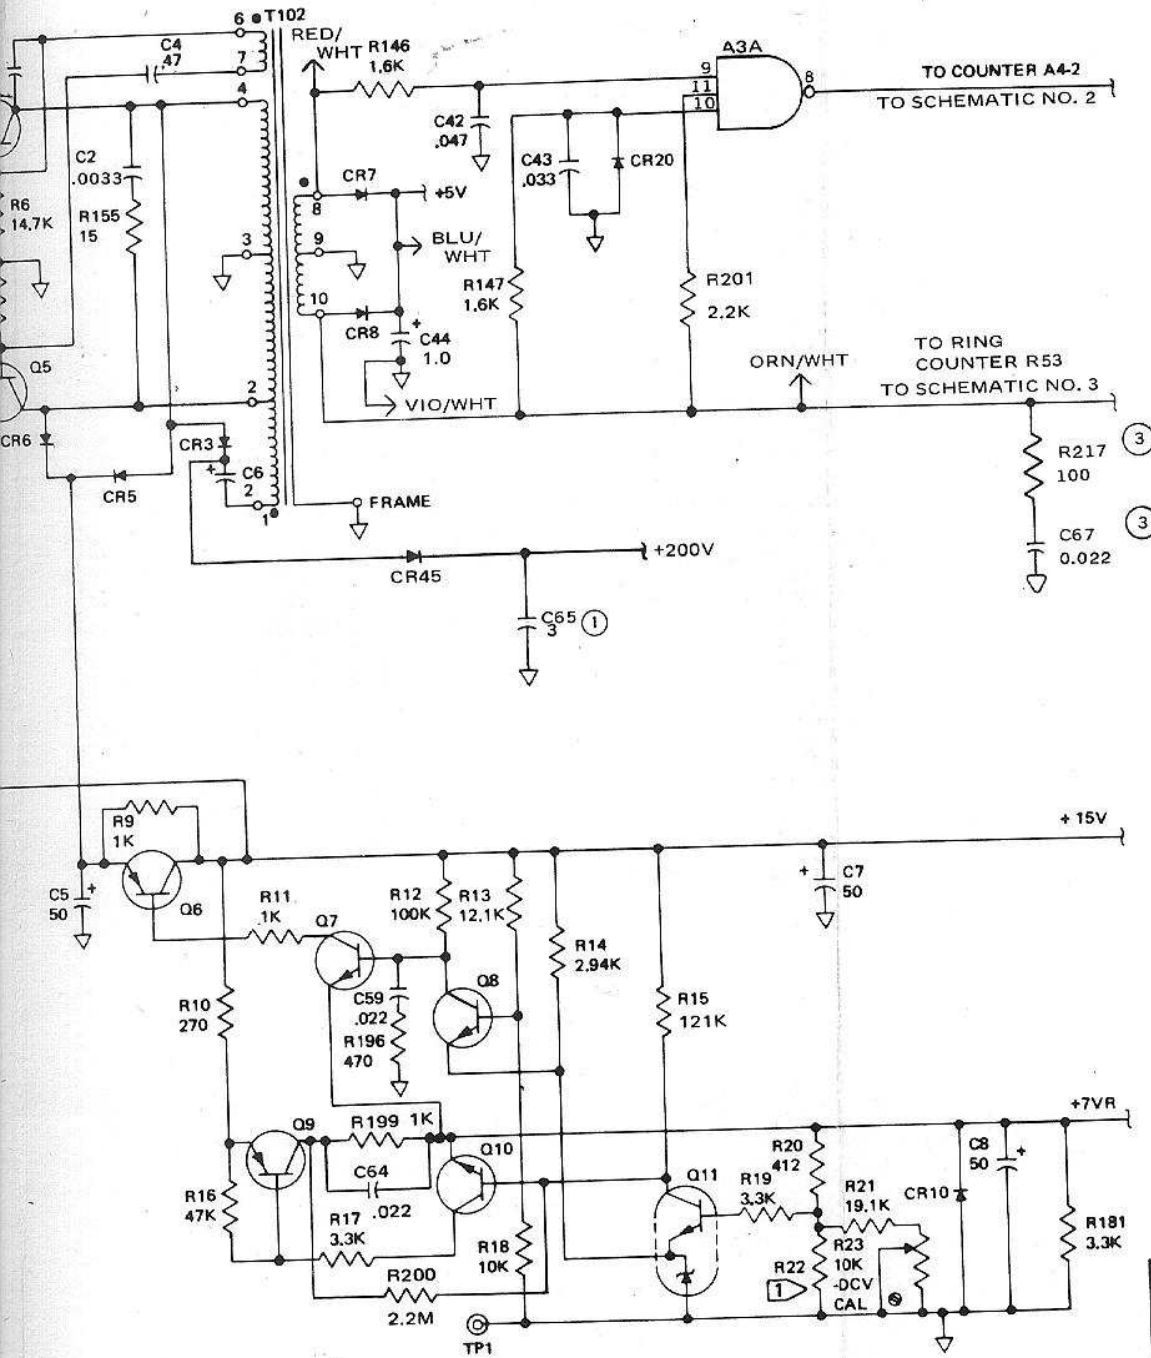 6
T102
C4
.47
7
4
RED/
WHT
R146
1.6K
C42
.047
C43
.033
CR20
A3A
9
11
10
8
TO COUNTER A4-2
TO SCHEMATIC NO. 2
C2
.0033
R155
15
R6
14.7K
3
CR7
8
+5V
BLU/
WHT
9
10
CR8
+
C44
1.0
VIO/WHT
R147
1.6K
R201
2.2K
ORN/WHT
TO RING
COUNTER R53
TO SCHEMATIC NO. 3
Q5
2
CR6
CR3
+
C6
2
1
CR5
FRAME
R217
100
3
C67
0.022
3
CR45
+200V
C65
3
1
R9
1K
+ 15V
C5
50
+
Q6
R11
1K
Q7
R12
100K
R13
12.1K
R14
2.94K
+
C7
50
R10
270
C59
.022
R196
470
Q8
R15
121K
+7VR
Q9
R199 1K
C64
.022
Q10
R16
47K
R17
3.3K
R18
10K
R200
2.2M
TP1
Q11
R19
3.3K
R20
412
R21
19.1K
R22
1
R23
10K
-DCV
CAL
CR10
C8
50
+
R181
3.3K